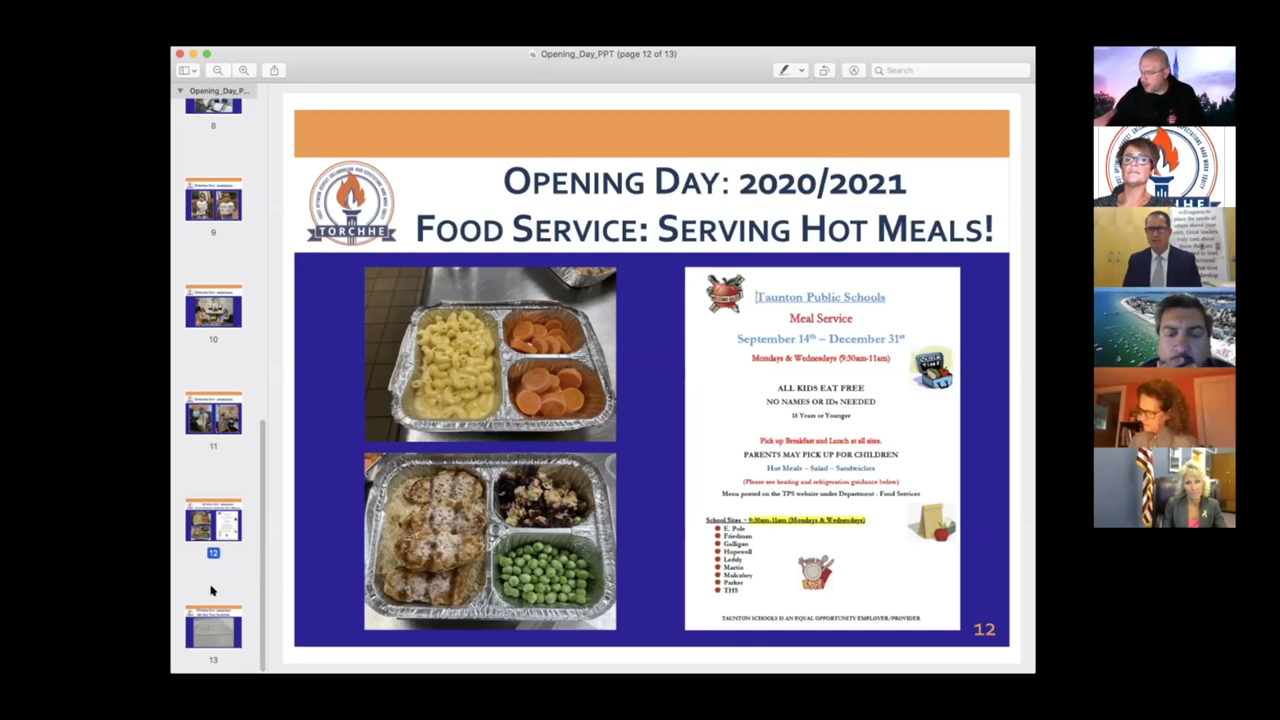 Opening_Day_PPT (page 12 of 13)
Search
Opening_Day_P...
8
9
10
11
12
13
OPENING DAY: 2020/2021
FOOD SERVICE: SERVING HOT MEALS!
TORCHHE
Taunton Public Schools
Meal Service
September 14th – December 31st
Mondays & Wednesdays (9:30am-11am)
ALL KIDS EAT FREE
NO NAMES OR IDs NEEDED
18 Years or Younger
Pick up Breakfast and Lunch at all sites.
PARENTS MAY PICK UP FOR CHILDREN
Hot Meals – Salad – Sandwiches
(Please see heating and refrigeration guidance below)
Menu posted on the TPS website under Department - Food Services
School Sites ~ 9:30am-11am (Mondays & Wednesdays)
E. Pole
Friedman
Galligan
Hopewell
Leddy
Martin
Mulcahey
Parker
THS
TAUNTON SCHOOLS IS AN EQUAL OPPORTUNITY EMPLOYER/PROVIDER
12